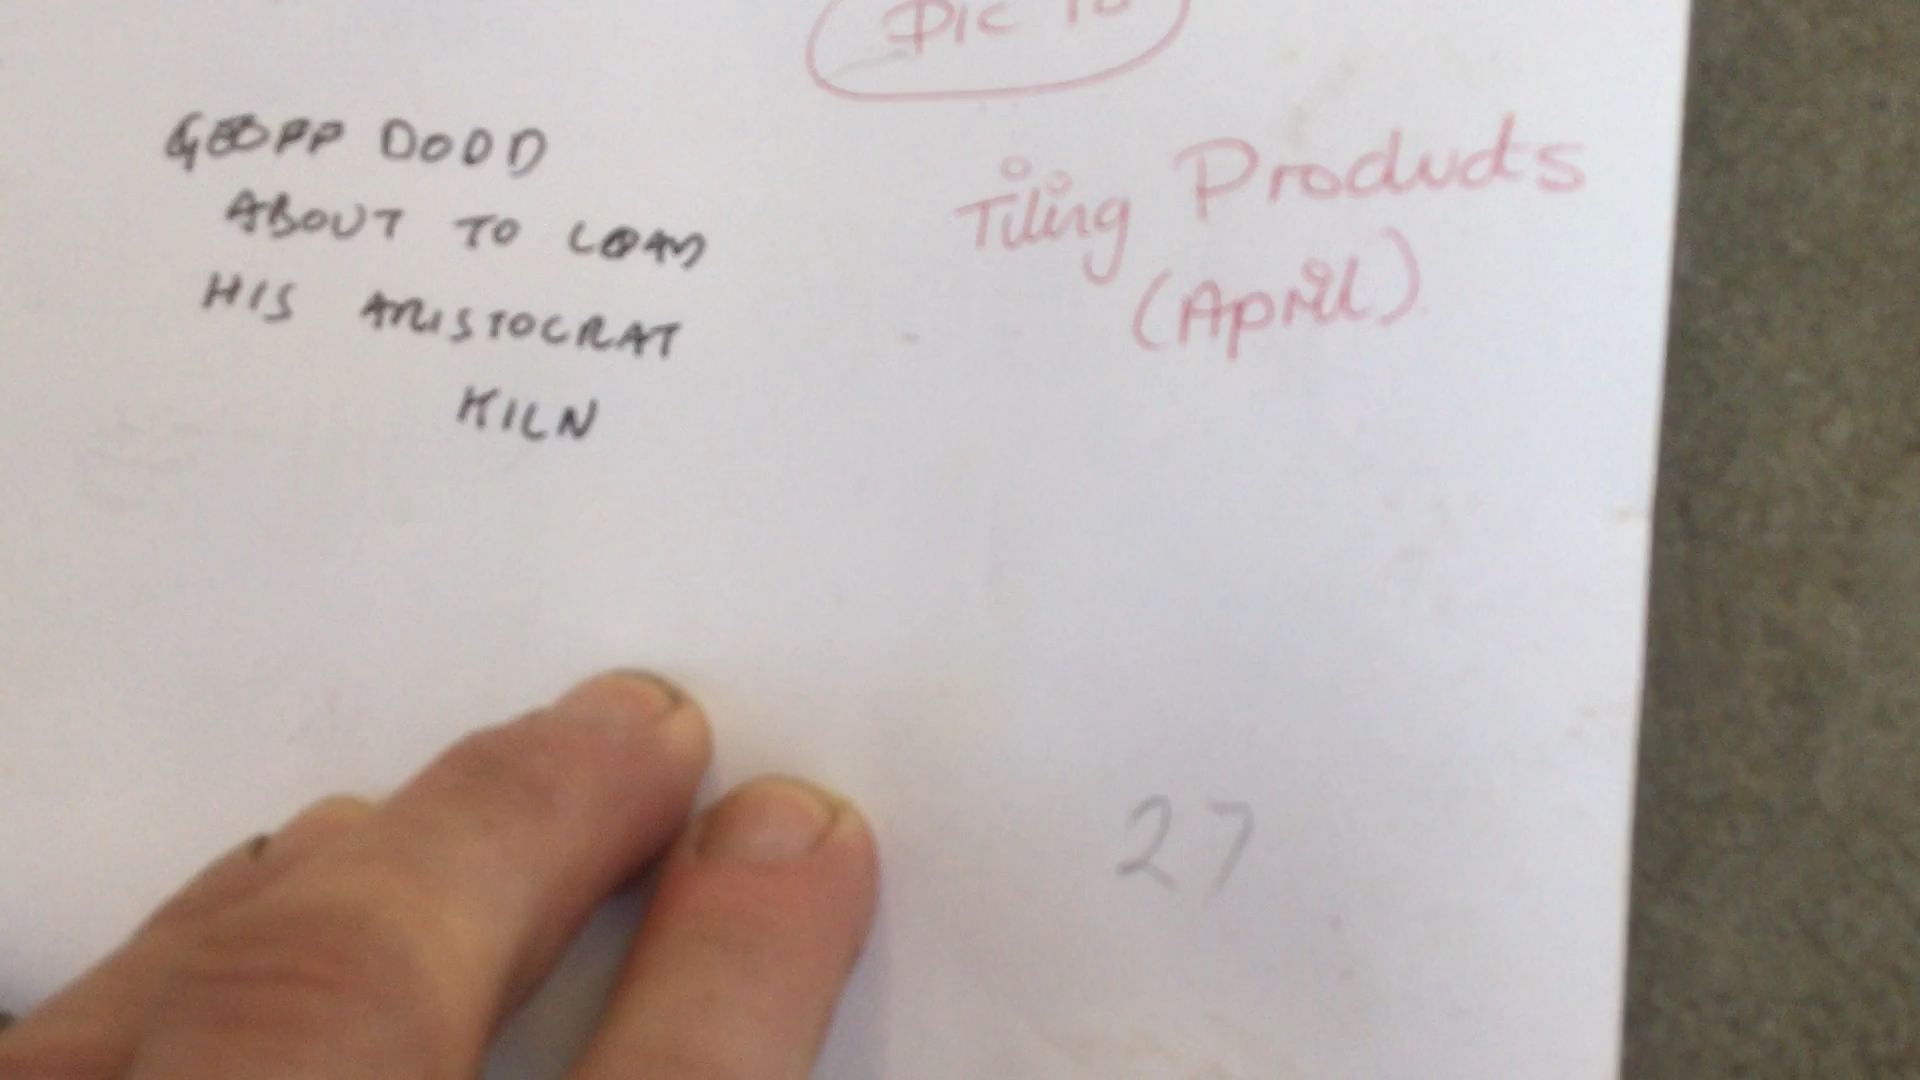 GEOFF DODD
ABOUT TO LOAD
HIS ARISTOCRAT
KILN
Tiling Products
(April)
27